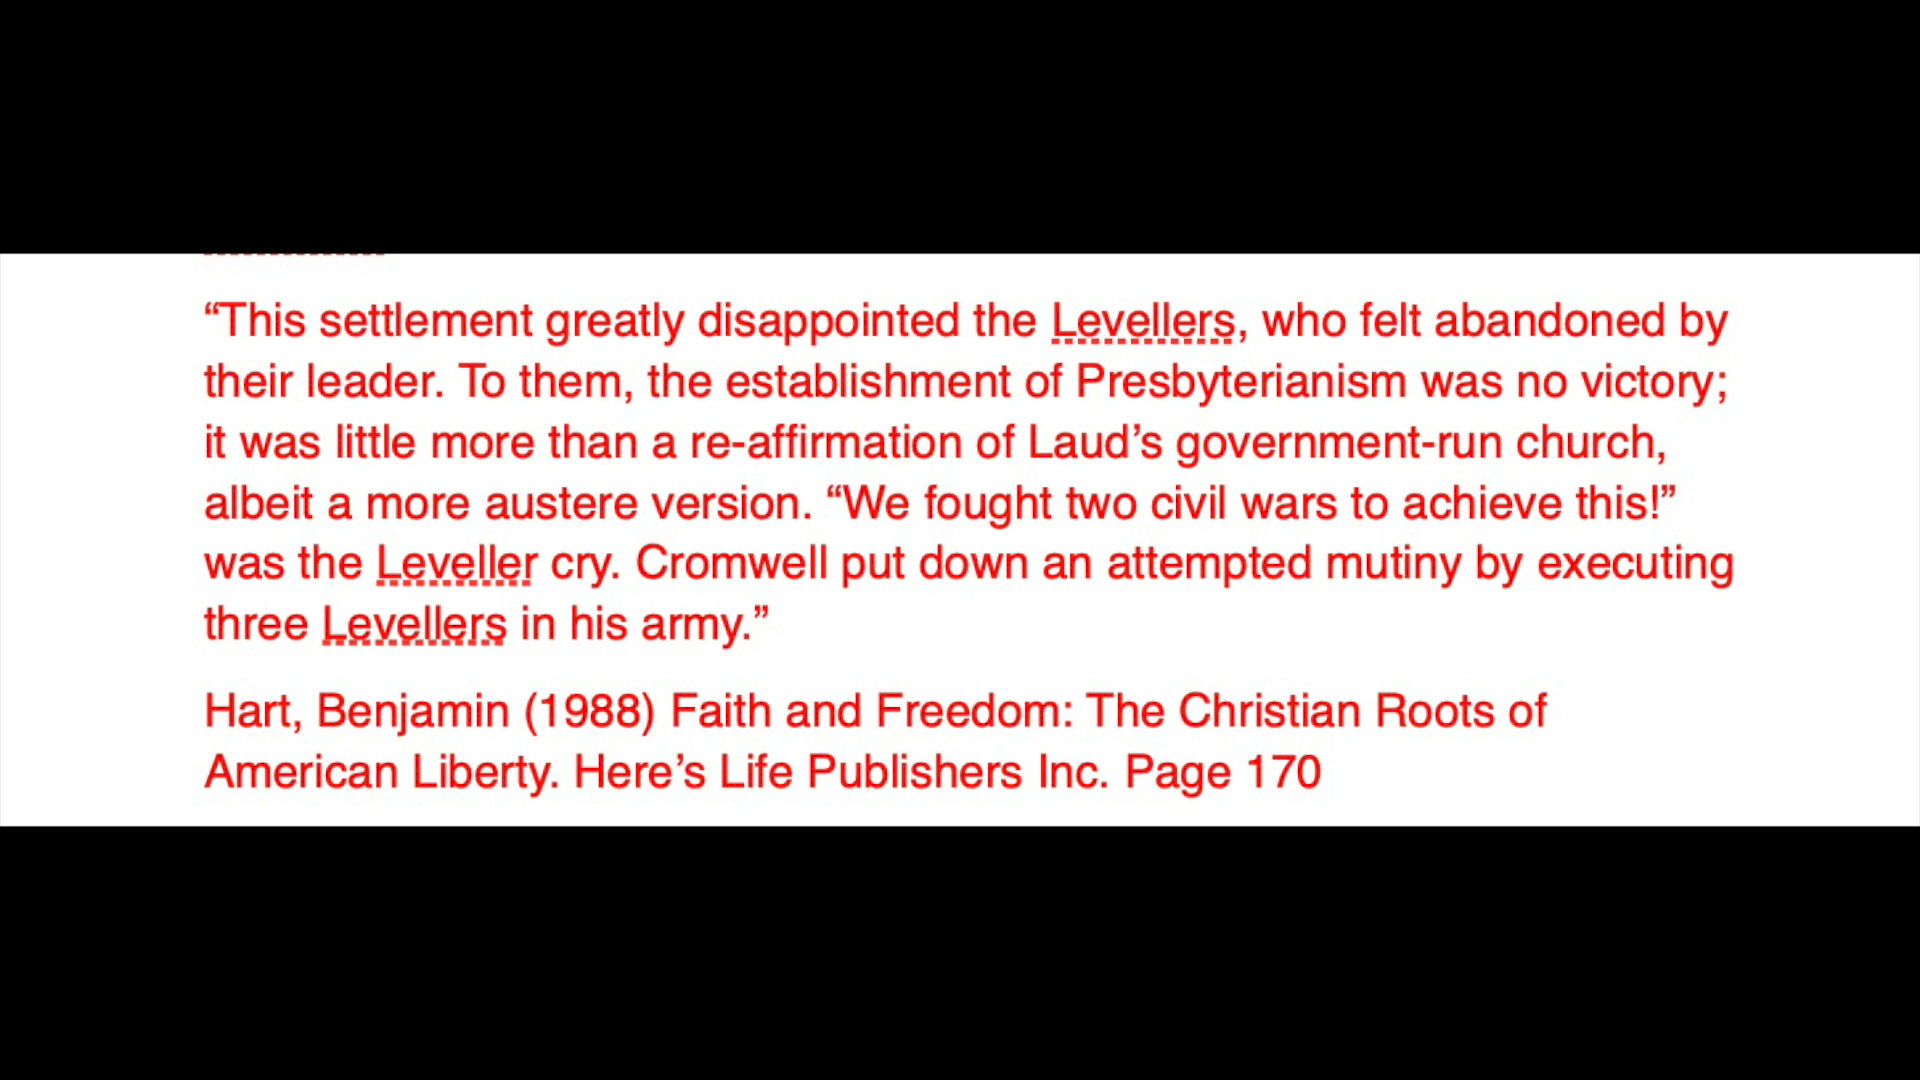 “This settlement greatly disappointed the Levellers, who felt abandoned by
their leader. To them, the establishment of Presbyterianism was no victory;
it was little more than a re-affirmation of Laud’s government-run church,
albeit a more austere version. “We fought two civil wars to achieve this!”
was the Leveller cry. Cromwell put down an attempted mutiny by executing
three Levellers in his army.”
Hart, Benjamin (1988) Faith and Freedom: The Christian Roots of
American Liberty. Here’s Life Publishers Inc. Page 170